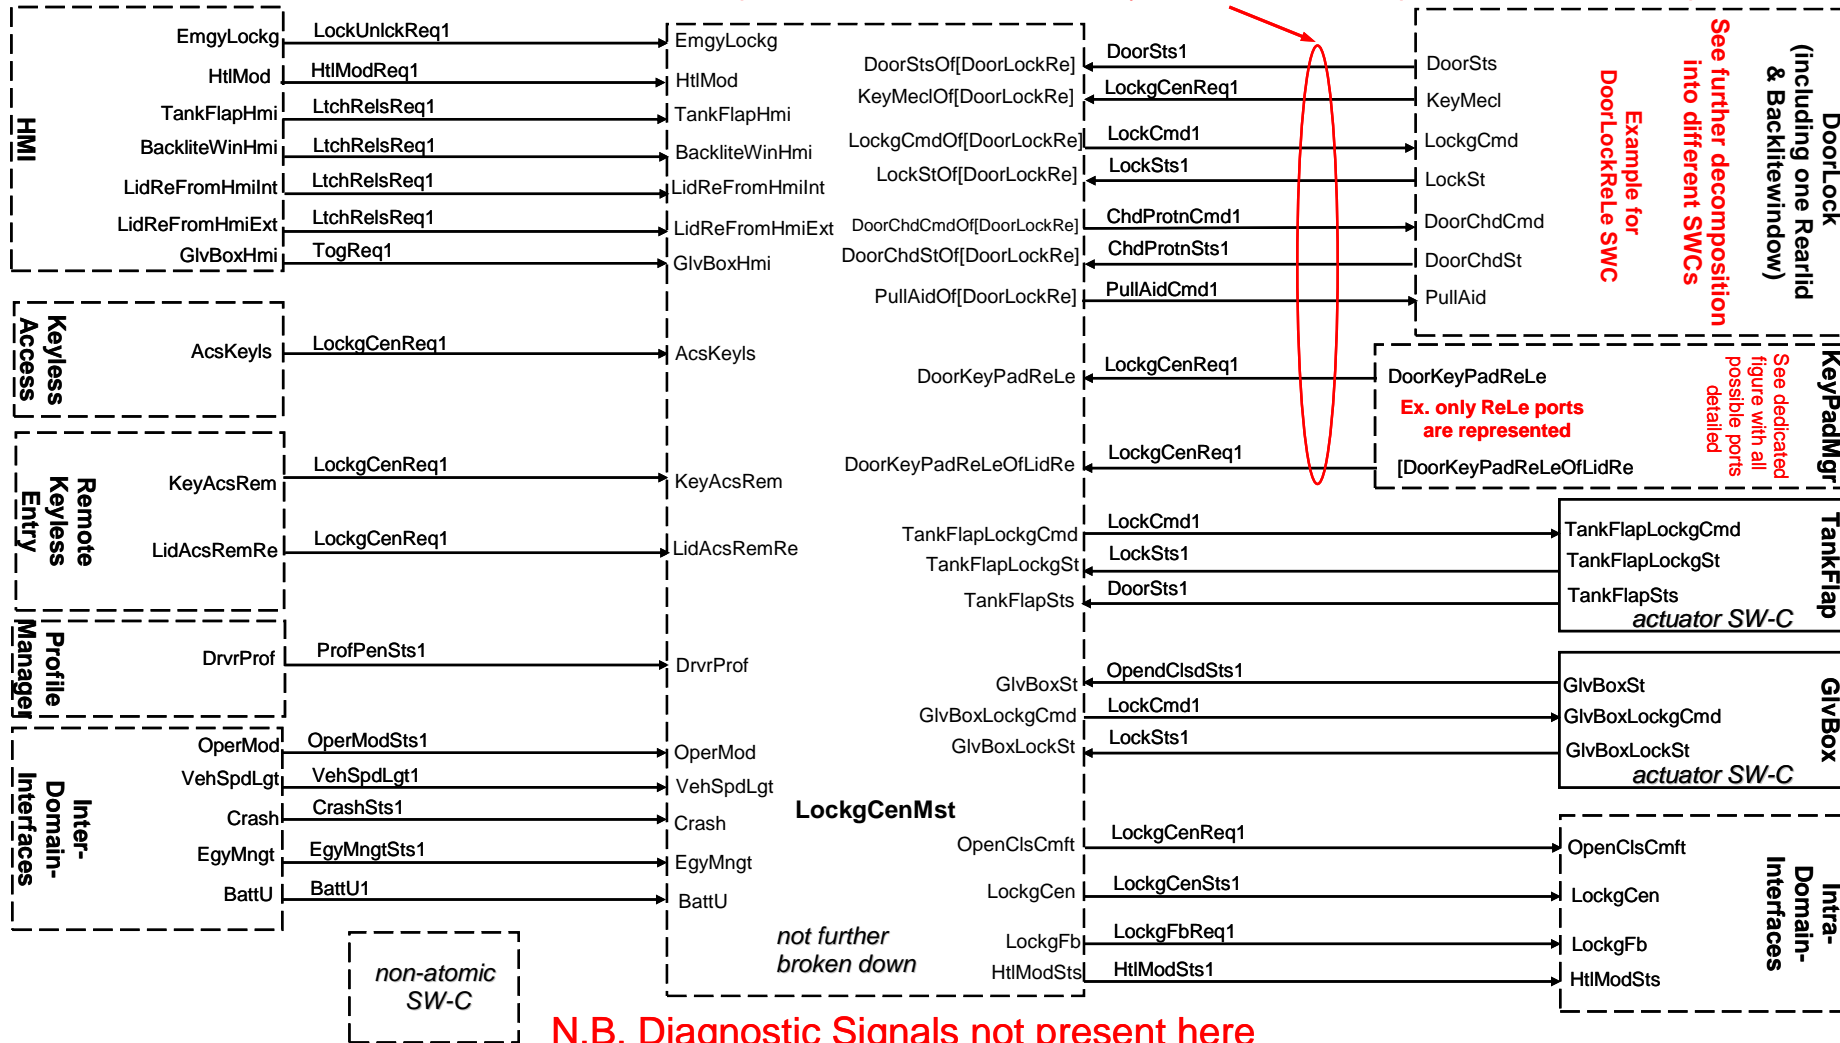 HMI
EmgyLockg
HtlMod
TankFlapHmi
BackliteWinHmi
LidReFromHmiInt
LidReFromHmiExt
GlvBoxHmi
LockUnlckReq1
HtlModReq1
LtchRelsReq1
LtchRelsReq1
LtchRelsReq1
LtchRelsReq1
TogReq1
EmgyLockg
HtlMod
TankFlapHmi
BackliteWinHmi
LidReFromHmiInt
LidReFromHmiExt
GlvBoxHmi
Keyless
Access
AcsKeyls
LockgCenReq1
AcsKeyls
Remote
Keyless
Entry
KeyAcsRem
LidAcsRemRe
LockgCenReq1
LockgCenReq1
KeyAcsRem
LidAcsRemRe
Profile
Manager
DrvrProf
ProfPenSts1
DrvrProf
Inter-
Domain-
Interfaces
OperMod
VehSpdLgt
Crash
EgyMngt
BattU
OperModSts1
VehSpdLgt1
CrashSts1
EgyMngtSts1
BattU1
OperMod
VehSpdLgt
Crash
EgyMngt
BattU
LockgCenMst
not further
broken down
non-atomic
SW-C
DoorStsOf[DoorLockRe]
KeyMeclOf[DoorLockRe]
LockgCmdOf[DoorLockRe]
LockStOf[DoorLockRe]
DoorChdCmdOf[DoorLockRe]
DoorChdStOf[DoorLockRe]
PullAidOf[DoorLockRe]
DoorSts1
LockgCenReq1
LockCmd1
LockSts1
ChdProtnCmd1
ChdProtnSts1
PullAidCmd1
DoorSts
KeyMecl
LockgCmd
LockSt
DoorChdCmd
DoorChdSt
PullAid
DoorLock
(including one Rearlid
& Backlitewindow)
See further decomposition
into different SWCs
Example for
DoorLockReLe SWC
DoorKeyPadReLe
DoorKeyPadReLeOfLidRe
LockgCenReq1
LockgCenReq1
DoorKeyPadReLe
Ex. only ReLe ports
are represented
[DoorKeyPadReLeOfLidRe
See dedicated
figure with all
possible ports
detailed
KeyPadMgr
TankFlapLockgCmd
TankFlapLockgSt
TankFlapSts
LockCmd1
LockSts1
DoorSts1
TankFlapLockgCmd
TankFlapLockgSt
TankFlapSts
actuator SW-C
TankFlap
GlvBoxSt
GlvBoxLockgCmd
GlvBoxLockSt
OpendClsdSts1
LockCmd1
LockSts1
GlvBoxSt
GlvBoxLockgCmd
GlvBoxLockSt
actuator SW-C
GlvBox
OpenClsCmft
LockgCen
LockgFb
HtlModSts
LockgCenReq1
LockgCenSts1
LockgFbReq1
HtlModSts1
OpenClsCmft
LockgCen
LockgFb
HtlModSts
Intra-
Domain-
Interfaces
N.B. Diagnostic Signals not present here